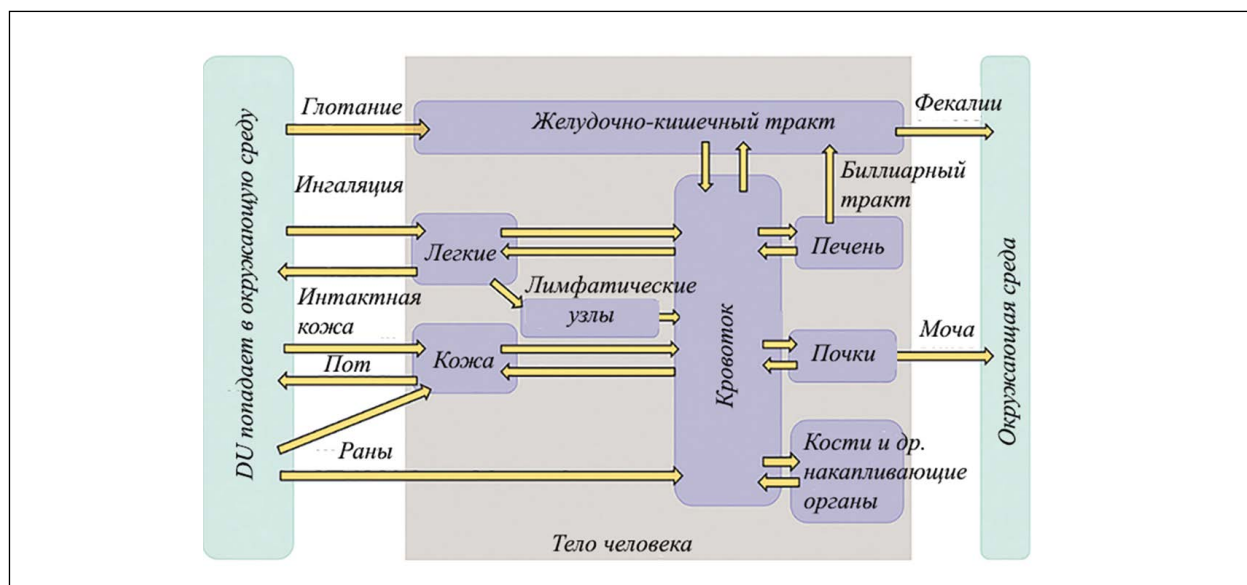 DU попадает в окружающую среду
Глотание
Ингаляция
Интактная
кожа
Пот
Раны
Желудочно-кишечный тракт
Легкие
Лимфатические
узлы
Кожа
Кровоток
Биллиарный
тракт
Печень
Почки
Кости и др.
накапливающие
органы
Тело человека
Фекалии
Моча
Окружающая среда